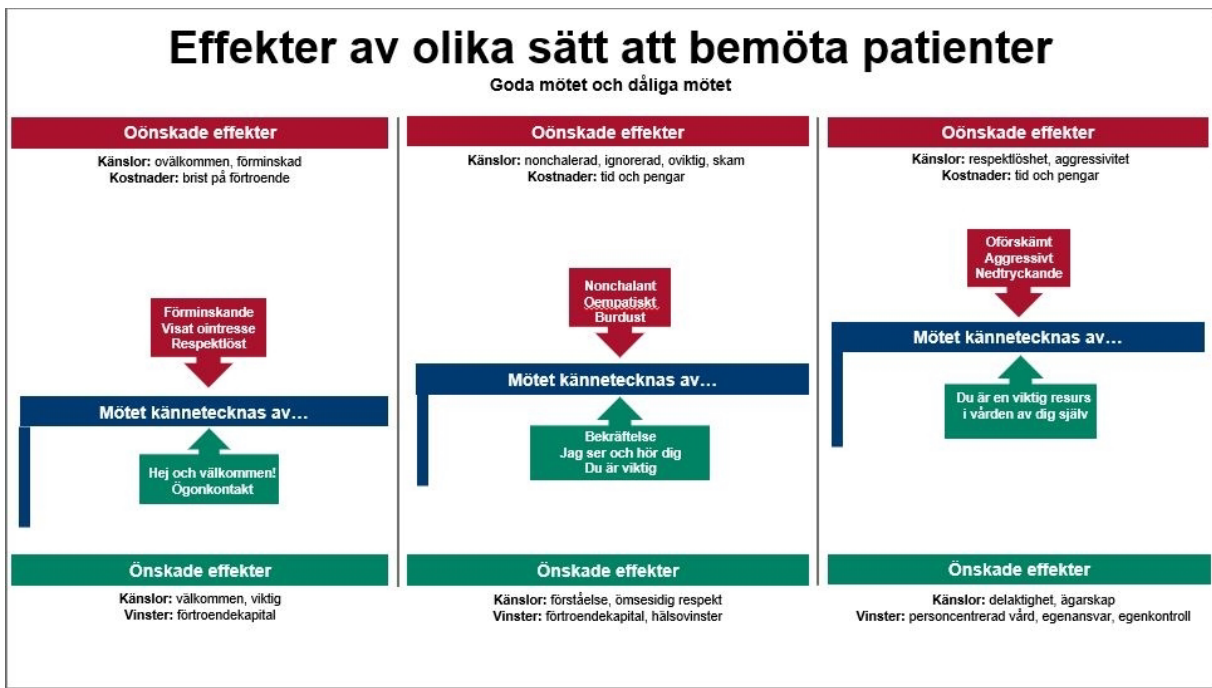 Effekter av olika sätt att bemöta patienter
Goda mötet och dåliga mötet
Oönskade effekter
Känslor: ovälkommen, förminskad
Kostnader: brist på förtroende
Förminskande
Visat ointresse
Respektlöst
Mötet kännetecknas av…
Hej och välkommen!
Ögonkontakt
Önskade effekter
Känslor: välkommen, viktig
Vinster: förtroendekapital
Oönskade effekter
Känslor: nonchalerad, ignorerad, oviktig, skam
Kostnader: tid och pengar
Nonchalant
Oempatiskt
Burdust
Mötet kännetecknas av…
Bekräftelse
Jag ser och hör dig
Du är viktig
Önskade effekter
Känslor: förståelse, ömsesidig respekt
Vinster: förtroendekapital, hälsovinster
Oönskade effekter
Känslor: respektlöshet, aggressivitet
Kostnader: tid och pengar
Oförskämt
Aggressivt
Nedtryckande
Mötet kännetecknas av…
Du är en viktig resurs
i vården av dig själv
Önskade effekter
Känslor: delaktighet, ägarskap
Vinster: personcentrerad vård, egenansvar, egenkontroll